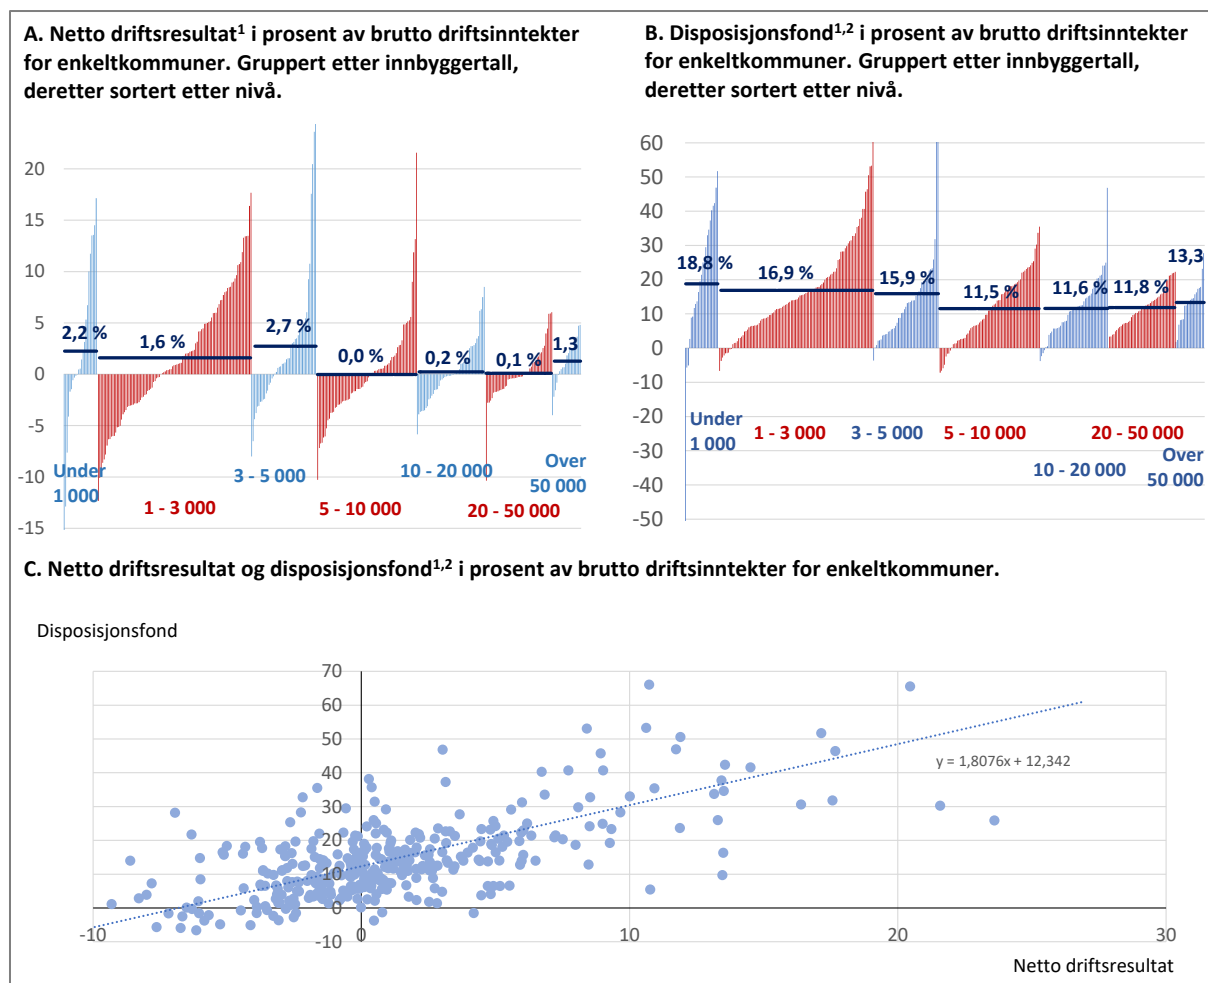 A. Netto driftsresultat¹ i prosent av brutto driftsinntekter
for enkeltkommuner. Gruppert etter innbyggertall,
deretter sortert etter nivå.
20
15
10
5
0
-5
-10
-15
2,2 %
1,6 %
2,7 %
0,0 %
0,2 %
0,1 %
1,3
Under
1 000
1 - 3 000
3 - 5 000
5 - 10 000
10 - 20 000
20 - 50 000
Over
50 000
B. Disposisjonsfond¹,² i prosent av brutto driftsinntekter
for enkeltkommuner. Gruppert etter innbyggertall,
deretter sortert etter nivå.
60
50
40
30
20
10
0
-10
-20
-30
-40
-50
18,8 %
16,9 %
15,9 %
11,5 %
11,6 %
11,8 %
13,3
Under
1 000
1 - 3 000
3 - 5 000
5 - 10 000
10 - 20 000
20 - 50 000
Over
50 000
C. Netto driftsresultat og disposisjonsfond¹,² i prosent av brutto driftsinntekter for enkeltkommuner.
Disposisjonsfond
70
60
50
40
30
20
10
0
-10
y = 1,8076x + 12,342
-10
0
10
20
30
Netto driftsresultat